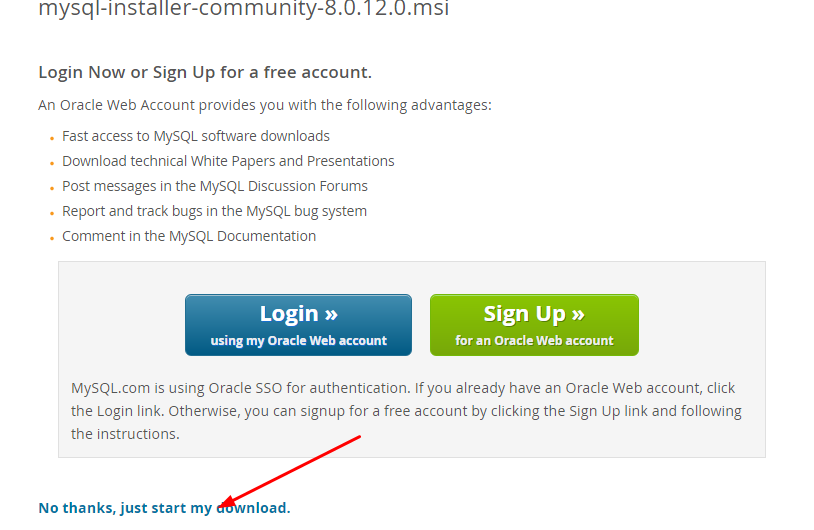 mysql-installer-community-8.0.12.0.msi
Login Now or Sign Up for a free account.
An Oracle Web Account provides you with the following advantages:
Fast access to MySQL software downloads
Download technical White Papers and Presentations
Post messages in the MySQL Discussion Forums
Report and track bugs in the MySQL bug system
Comment in the MySQL Documentation
Login »
using my Oracle Web account
Sign Up »
for an Oracle Web account
MySQL.com is using Oracle SSO for authentication. If you already have an Oracle Web account, click
the Login link. Otherwise, you can signup for a free account by clicking the Sign Up link and following
the instructions.
No thanks, just start my download.